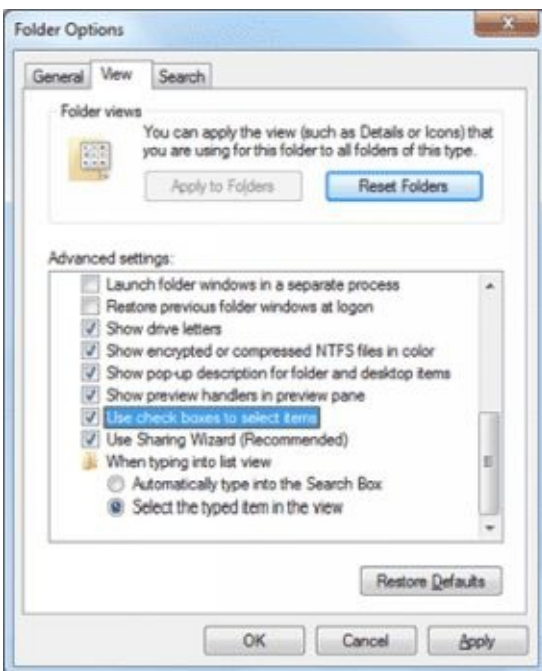 Folder Options
General View Search
Folder views
You can apply the view (such as Details or Icons) that
you are using for this folder to all folders of this type.
Apply to Folders Reset Folders
Advanced settings:
Launch folder windows in a separate process
Restore previous folder windows at logon
Show drive letters
Show encrypted or compressed NTFS files in color
Show pop-up description for folder and desktop items
Show preview handlers in preview pane
Use check boxes to select items
Use Sharing Wizard (Recommended)
When typing into list view
Automatically type into the Search Box
Select the typed item in the view
Restore Defaults
OK Cancel Apply